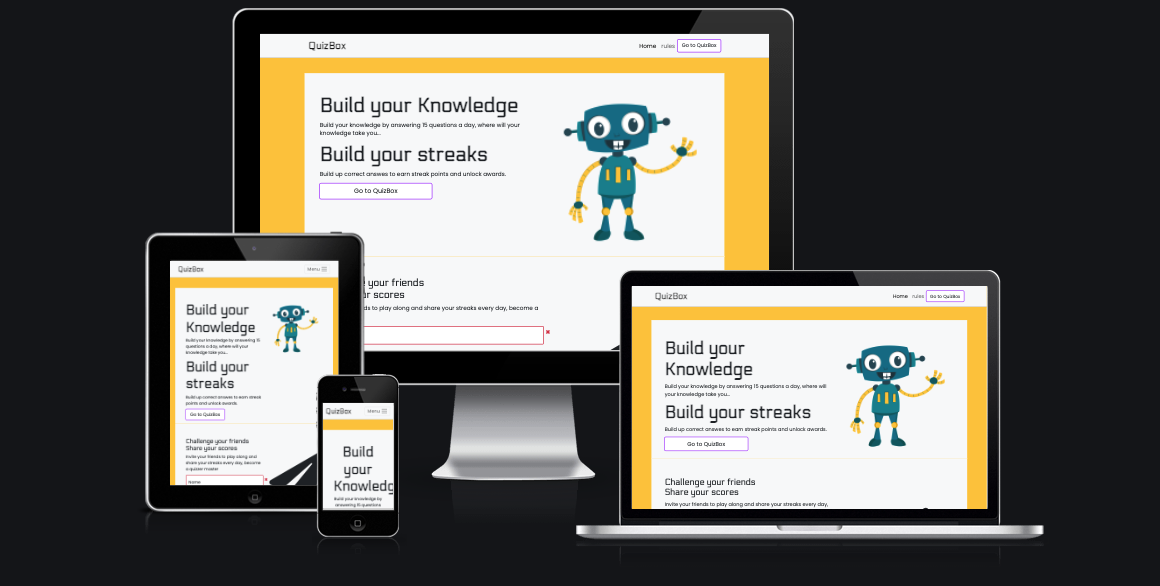 QuizBox
Home rules Go to QuizBox
Build your Knowledge
Build your knowledge by answering 15 questions a day, where will your
knowledge take you...
Build your streaks
Build up correct answes to earn streak points and unlock awards.
Go to QuizBox
your friends
scores
to play along and share your streaks every day, become a
QuizBox
Menu
Build your
Knowledge
Build your knowledge by answering 15
questions a day, where will your
knowledge take you...
Build your
streaks
Build up correct answes to earn streak
points and unlock awards.
Go to QuizBox
Challenge your friends
Share your scores
Invite your friends to play along and
share your streaks every day, become
a quizer master
Name
QuizBox
Menu
Build
your
Knowledg
Build your knowledge by
answering 15 questions
QuizBox
Home rules Go to QuizBox
Build your
Knowledge
Build your knowledge by answering 15 questions a day, where will
your knowledge take you...
Build your streaks
Build up correct answes to earn streak points and unlock awards.
Go to QuizBox
Challenge your friends
Share your scores
Invite your friends to play along and share your streaks every day,